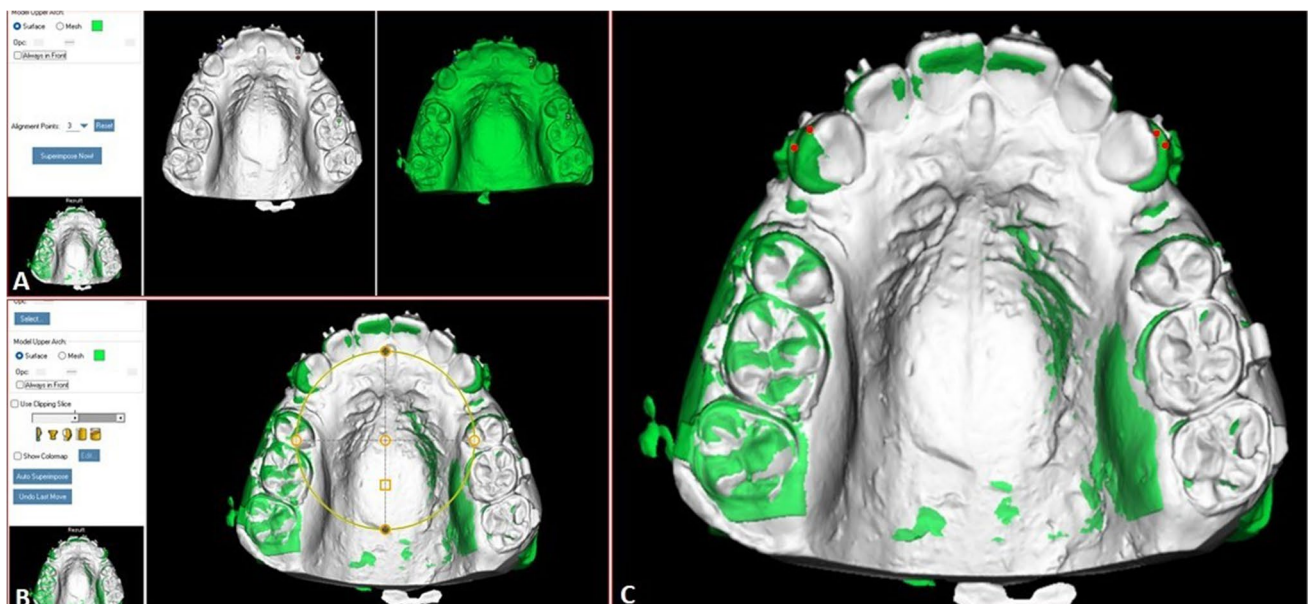 Model Upper Arch:
Surface Mesh
Opc:
Always in Front
Alignment Points: 3 Reset
Superimpose Now!
Result
A
Opc:
Select...
Model Upper Arch:
Surface Mesh
Opc:
Always in Front
Use Clipping Slice
Show Colormap Edit...
Auto Superimpose
Undo Last Move
Result
B
C